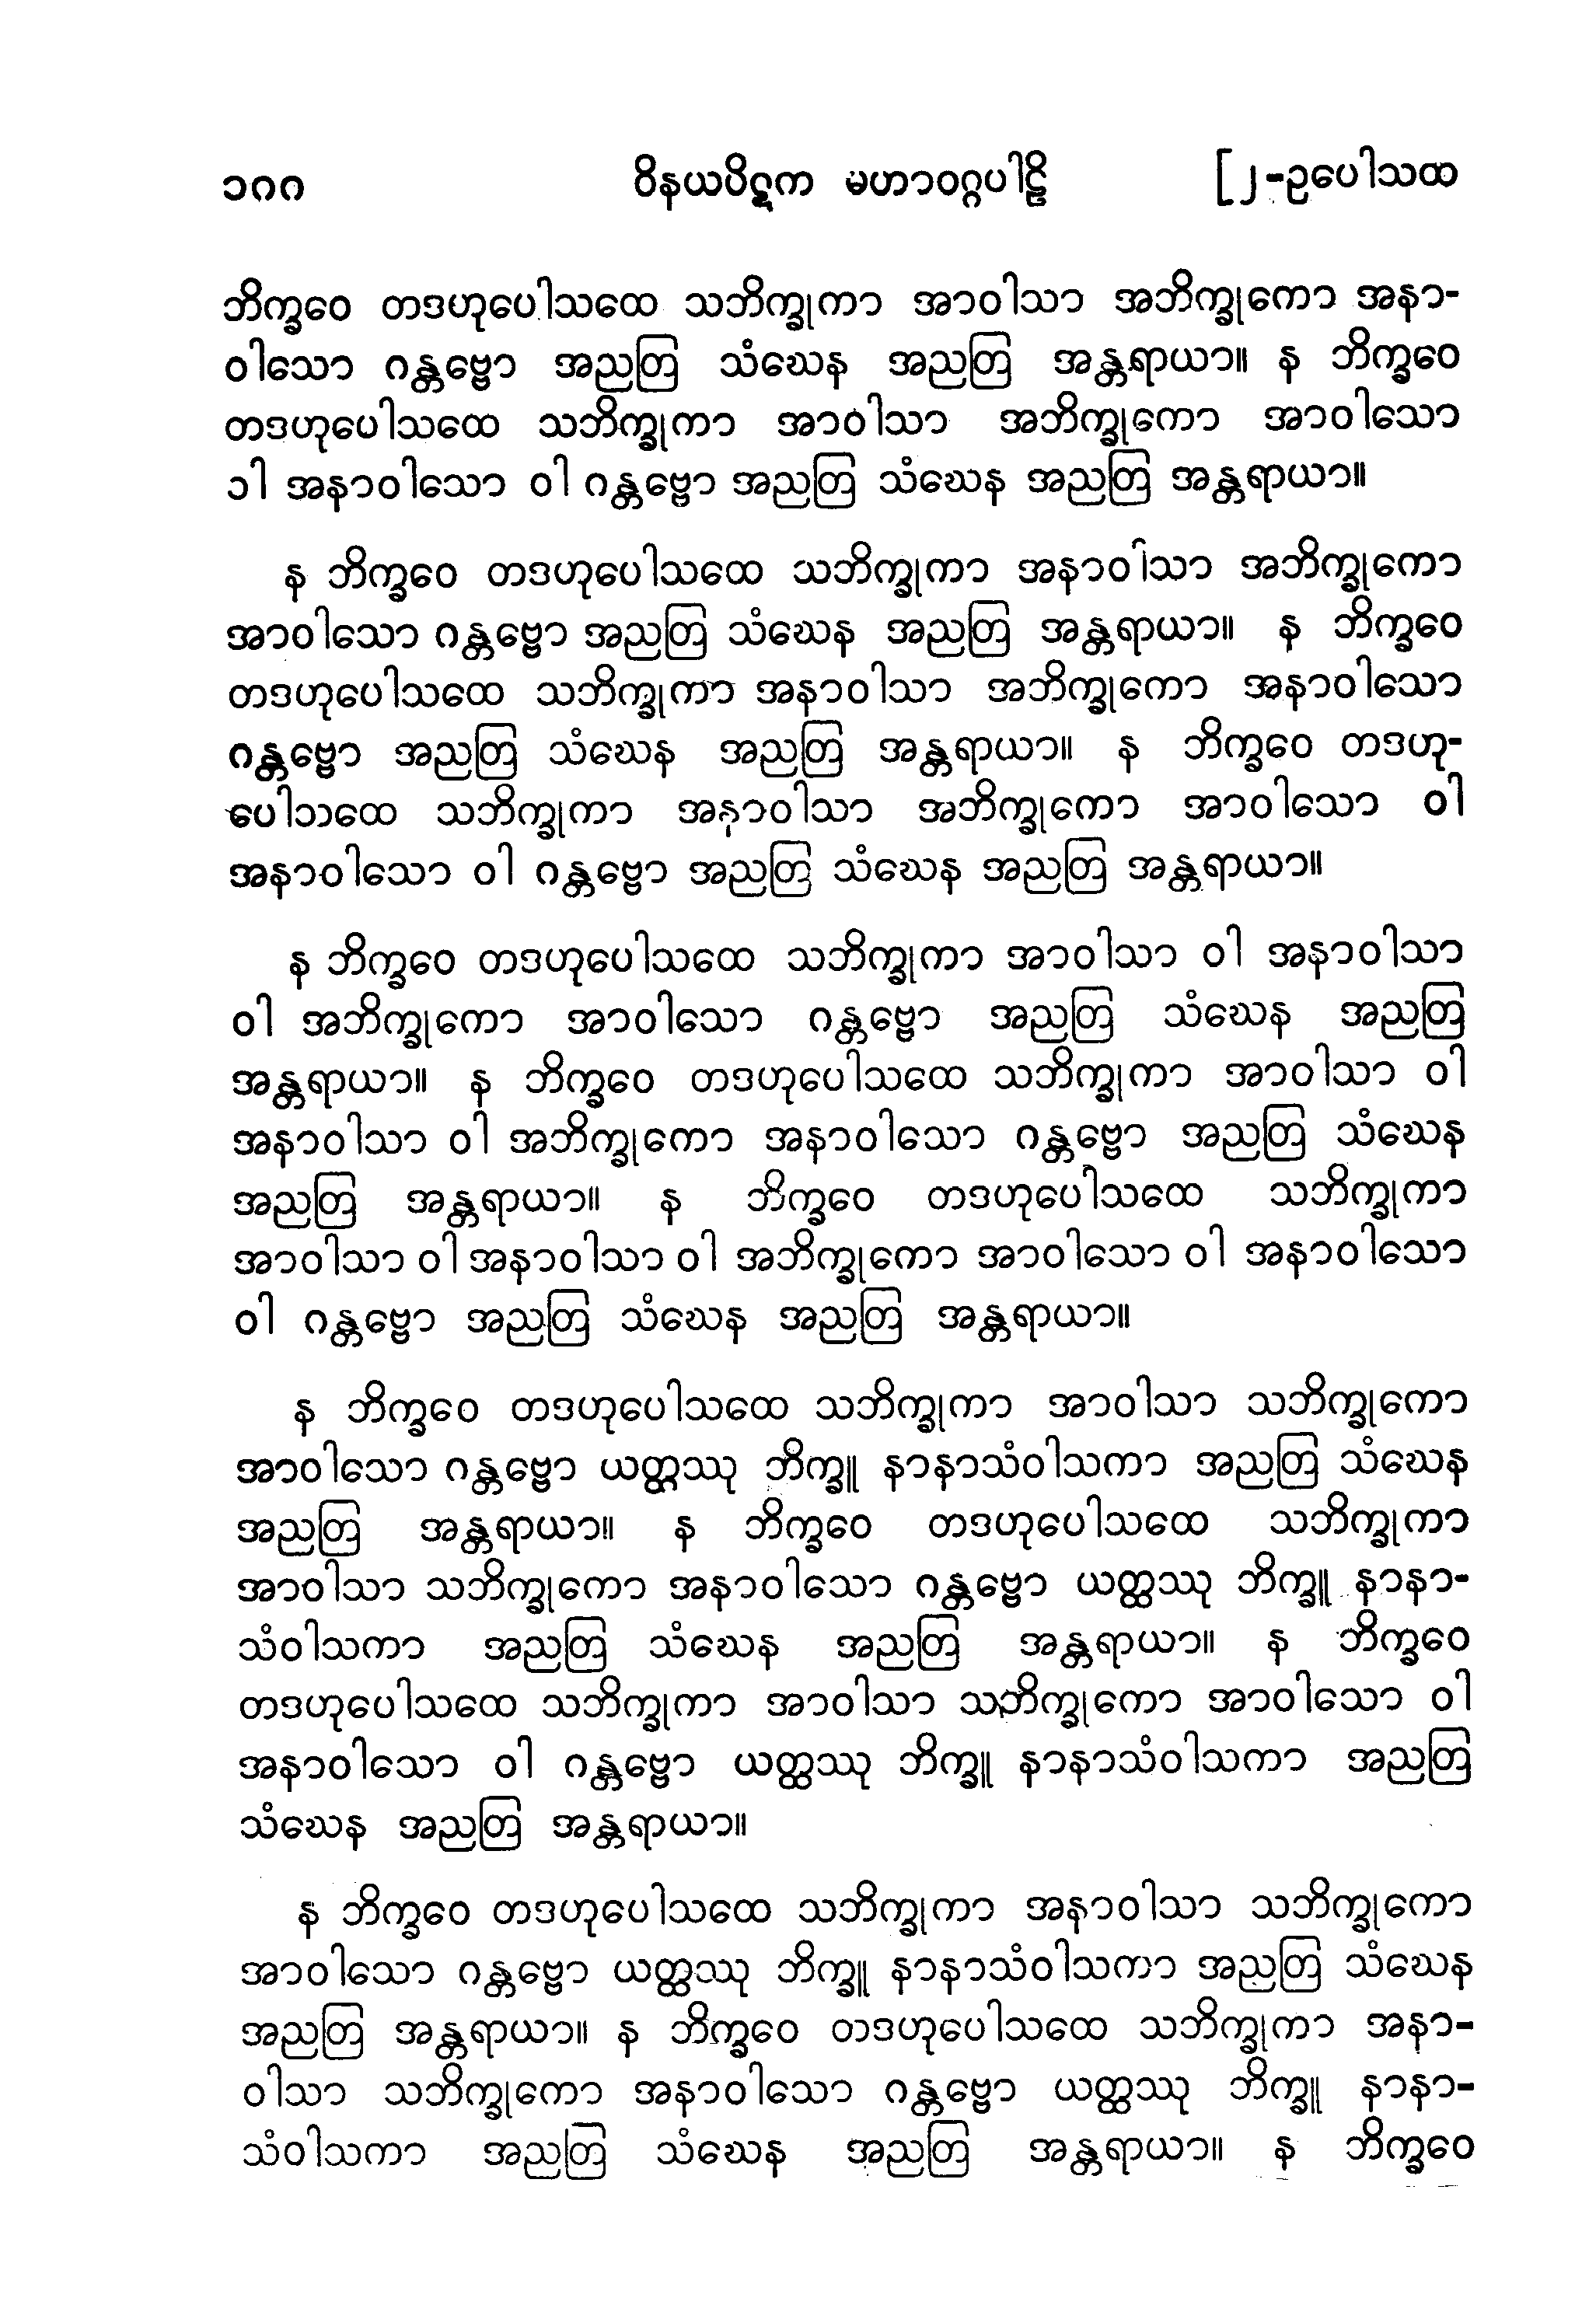 ၁၈၈ ဝိနယပိဋက မဟာဝဂ္ဂပါဠိ [၂-ဥပေါသထ
ဘိက္ခဝေ တဒဟုပေါသထေ သဘိက္ခုကာ အာဝါသာ အဘိက္ခုကော အနာ-
ဝါသော ဂန္တဗ္ဗော အညတြ သံဃေန အညတြ အန္တရာယာ။ န ဘိက္ခဝေ
တဒဟုပေါသထေ သဘိက္ခုကာ အာဝါသာ အဘိက္ခုကော အာဝါသော
ဝါ အနာဝါသော ဝါ ဂန္တဗ္ဗော အညတြ သံဃေန အညတြ အန္တရာယာ။
န ဘိက္ခဝေ တဒဟုပေါသထေ သဘိက္ခုကာ အနာဝါသာ အဘိက္ခုကော
အာဝါသော ဂန္တဗ္ဗော အညတြ သံဃေန အညတြ အန္တရာယာ။ န ဘိက္ခဝေ
တဒဟုပေါသထေ သဘိက္ခုကာ အနာဝါသာ အဘိက္ခုကော အနာဝါသော
ဂန္တဗ္ဗော အညတြ သံဃေန အညတြ အန္တရာယာ။ န ဘိက္ခဝေ တဒဟု-
ပေါသထေ သဘိက္ခုကာ အနာဝါသာ အဘိက္ခုကော အာဝါသော ဝါ
အနာဝါသော ဝါ ဂန္တဗ္ဗော အညတြ သံဃေန အညတြ အန္တရာယာ။
န ဘိက္ခဝေ တဒဟုပေါသထေ သဘိက္ခုကာ အာဝါသာ ဝါ အနာဝါသာ
ဝါ အဘိက္ခုကော အာဝါသော ဂန္တဗ္ဗော အညတြ သံဃေန အညတြ
အန္တရာယာ။ န ဘိက္ခဝေ တဒဟုပေါသထေ သဘိက္ခုကာ အာဝါသာ ဝါ
အနာဝါသာ ဝါ အဘိက္ခုကော အနာဝါသော ဂန္တဗ္ဗော အညတြ သံဃေန
အညတြ အန္တရာယာ။ န ဘိက္ခဝေ တဒဟုပေါသထေ သဘိက္ခုကာ
အာဝါသာ ဝါ အနာဝါသာ ဝါ အဘိက္ခုကော အာဝါသော ဝါ အနာဝါသော
ဝါ ဂန္တဗ္ဗော အညတြ သံဃေန အညတြ အန္တရာယာ။
န ဘိက္ခဝေ တဒဟုပေါသထေ သဘိက္ခုကာ အာဝါသာ သဘိက္ခုကော
အာဝါသော ဂန္တဗ္ဗော ယတ္ထဿု ဘိက္ခူ နာနာသံဝါသကာ အညတြ သံဃေန
အညတြ အန္တရာယာ။ န ဘိက္ခဝေ တဒဟုပေါသထေ သဘိက္ခုကာ
အာဝါသာ သဘိက္ခုကော အနာဝါသော ဂန္တဗ္ဗော ယတ္ထဿု ဘိက္ခူ နာနာ-
သံဝါသကာ အညတြ သံဃေန အညတြ အန္တရာယာ။ န ဘိက္ခဝေ
တဒဟုပေါသထေ သဘိက္ခုကာ အာဝါသာ သဘိက္ခုကော အာဝါသော ဝါ
အနာဝါသော ဝါ ဂန္တဗ္ဗော ယတ္ထဿု ဘိက္ခူ နာနာသံဝါသကာ အညတြ
သံဃေန အညတြ အန္တရာယာ။
န ဘိက္ခဝေ တဒဟုပေါသထေ သဘိက္ခုကာ အနာဝါသာ သဘိက္ခုကော
အာဝါသော ဂန္တဗ္ဗော ယတ္ထဿု ဘိက္ခူ နာနာသံဝါသကာ အညတြ သံဃေန
အညတြ အန္တရာယာ။ န ဘိက္ခဝေ တဒဟုပေါသထေ သဘိက္ခုကာ အနာ-
ဝါသာ သဘိက္ခုကော အနာဝါသော ဂန္တဗ္ဗော ယတ္ထဿု ဘိက္ခူ နာနာ-
သံဝါသကာ အညတြ သံဃေန အညတြ အန္တရာယာ။ န ဘိက္ခဝေ